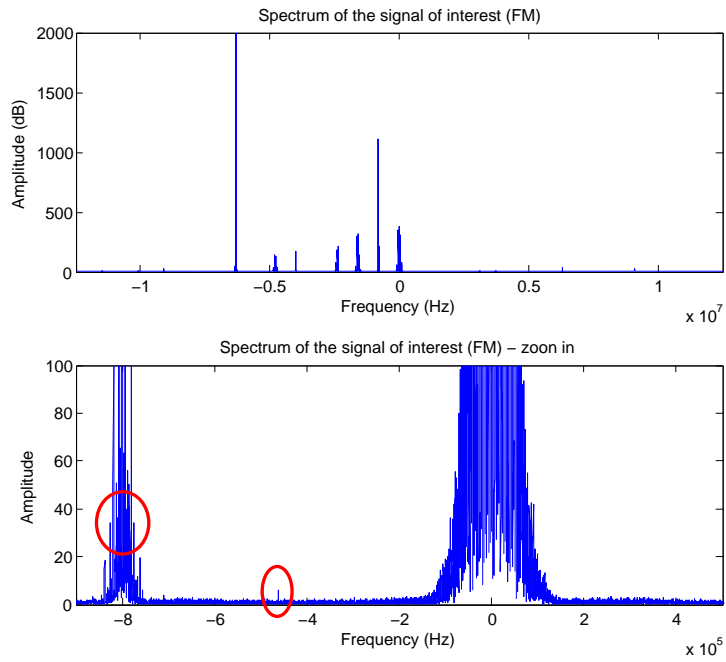 Spectrum of the signal of interest (FM)
2000
1500
1000
500
0
Amplitude (dB)
−1
−0.5
0
0.5
1
Frequency (Hz)
x 10^7
Spectrum of the signal of interest (FM) − zoon in
100
80
60
40
20
0
Amplitude
−8
−6
−4
−2
0
2
4
Frequency (Hz)
x 10^5